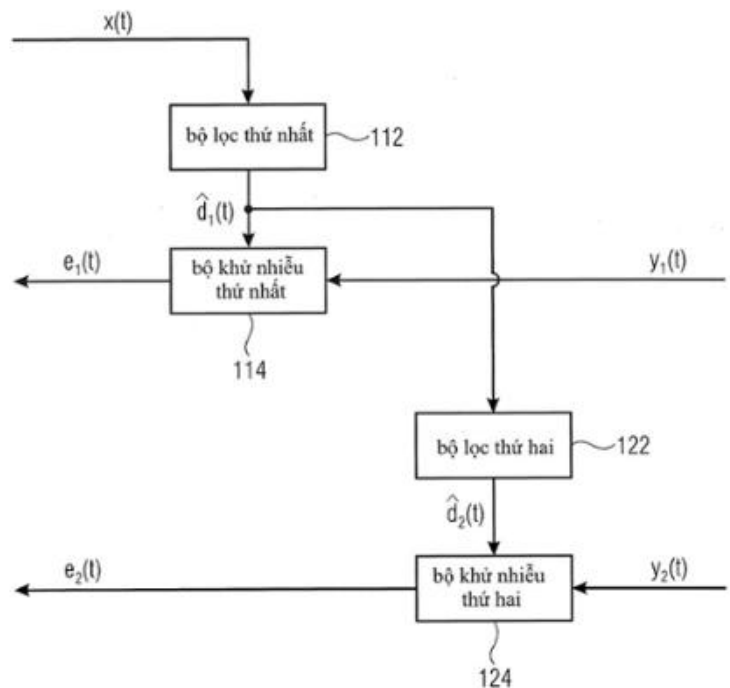 x(t)
bộ lọc thứ nhất
112
d̂₁(t)
e₁(t)
bộ khử nhiễu
thứ nhất
y₁(t)
114
bộ lọc thứ hai
122
d̂₂(t)
e₂(t)
bộ khử nhiễu
thứ hai
y₂(t)
124